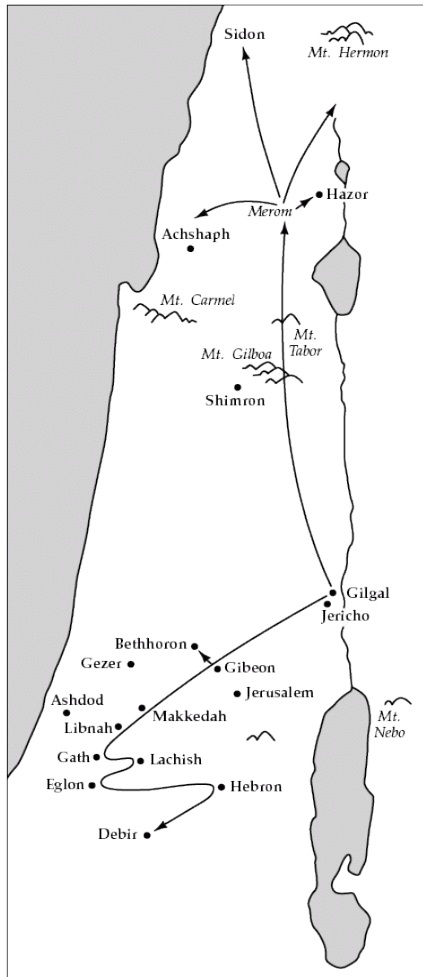 Sidon
Mt. Hermon
Merom
Hazor
Achshaph
Mt. Carmel
Mt.
Tabor
Mt. Gilboa
Shimron
Gilgal
Jericho
Bethhoron
Gezer
Gibeon
Jerusalem
Ashdod
Makkedah
Libnah
Mt.
Nebo
Gath
Lachish
Eglon
Hebron
Debir